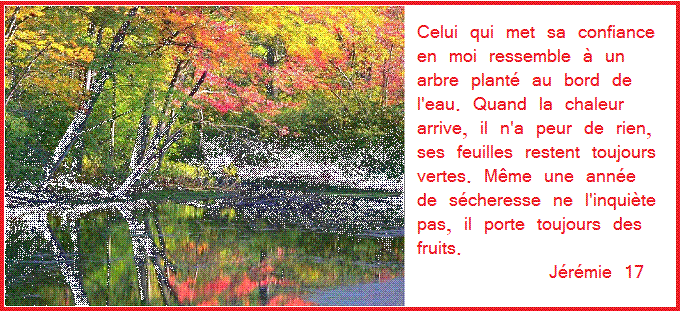 Celui qui met sa confiance
en moi ressemble à un
arbre planté au bord de
l'eau. Quand la chaleur
arrive, il n'a peur de rien,
ses feuilles restent toujours
vertes. Même une année
de sécheresse ne l'inquiète
pas, il porte toujours des
fruits.
Jérémie 17